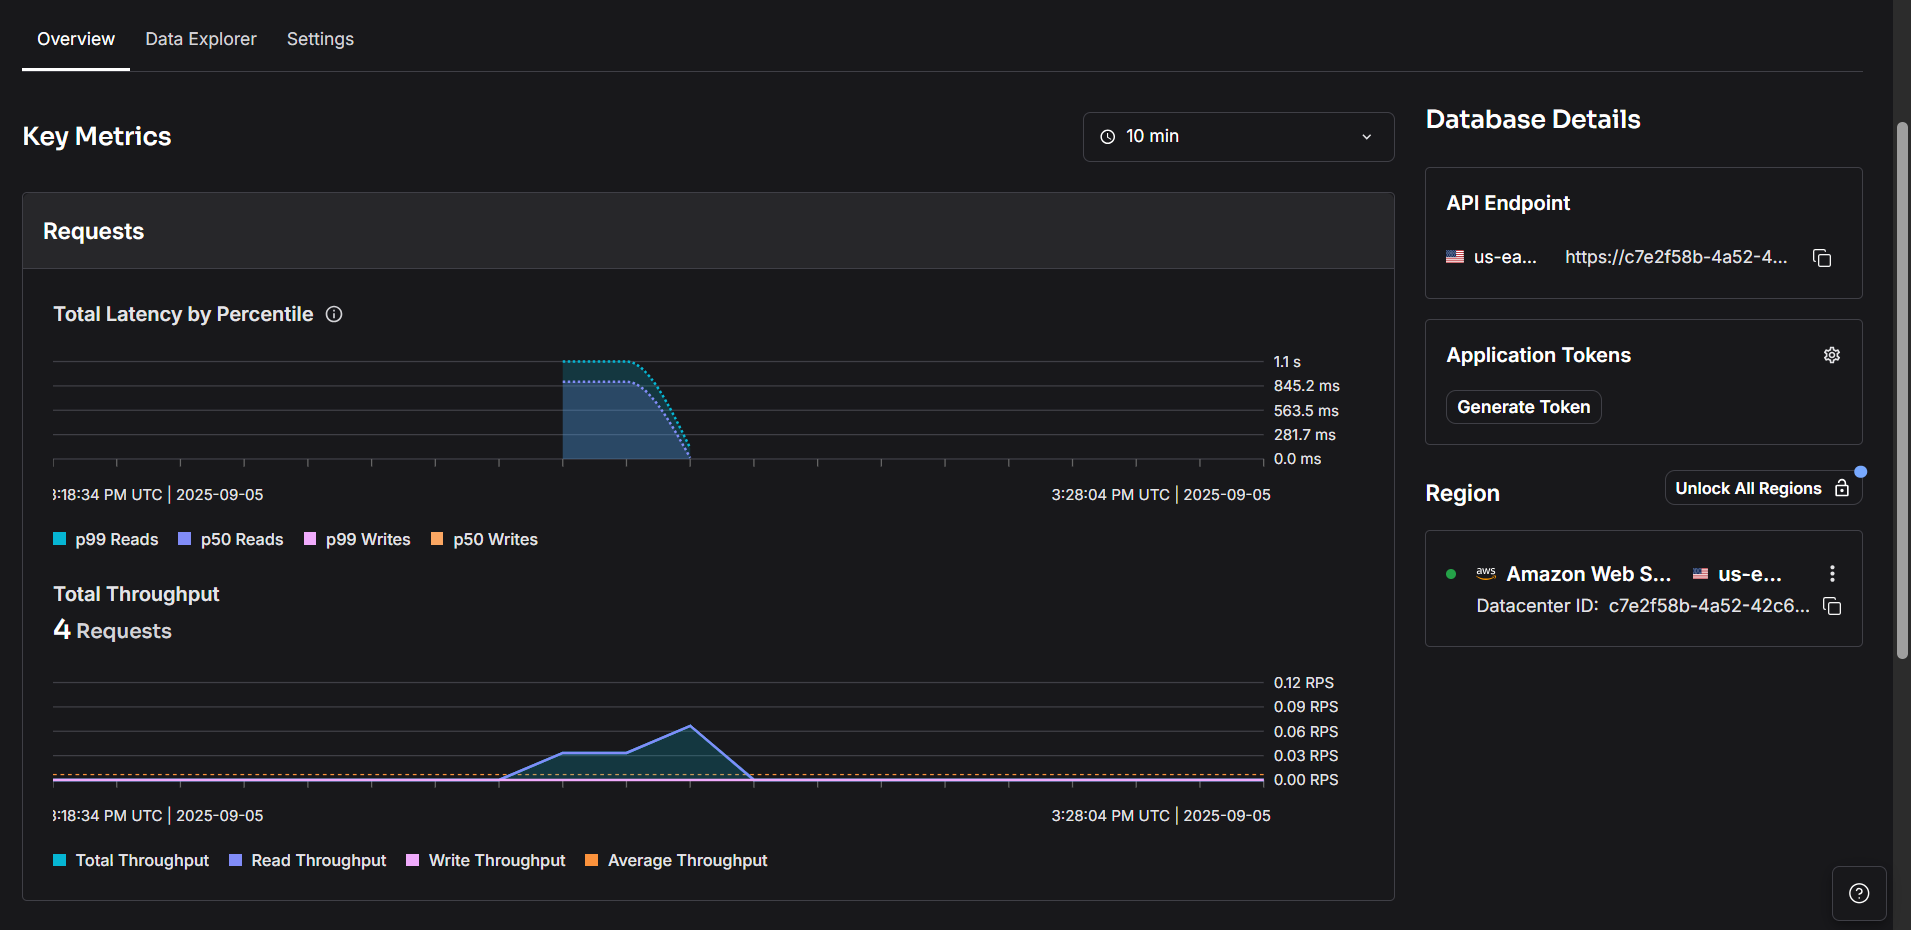 Overview
Data Explorer
Settings
Key Metrics
10 min
Requests
Total Latency by Percentile
1.1 s
845.2 ms
563.5 ms
281.7 ms
0.0 ms
:18:34 PM UTC | 2025-09-05
3:28:04 PM UTC | 2025-09-05
p99 Reads
p50 Reads
p99 Writes
p50 Writes
Total Throughput
4 Requests
0.12 RPS
0.09 RPS
0.06 RPS
0.03 RPS
0.00 RPS
:18:34 PM UTC | 2025-09-05
3:28:04 PM UTC | 2025-09-05
Total Throughput
Read Throughput
Write Throughput
Average Throughput
Database Details
API Endpoint
us-ea...
https://c7e2f58b-4a52-4...
Application Tokens
Generate Token
Region
Unlock All Regions
aws
Amazon Web S...
us-e...
Datacenter ID: c7e2f58b-4a52-42c6...